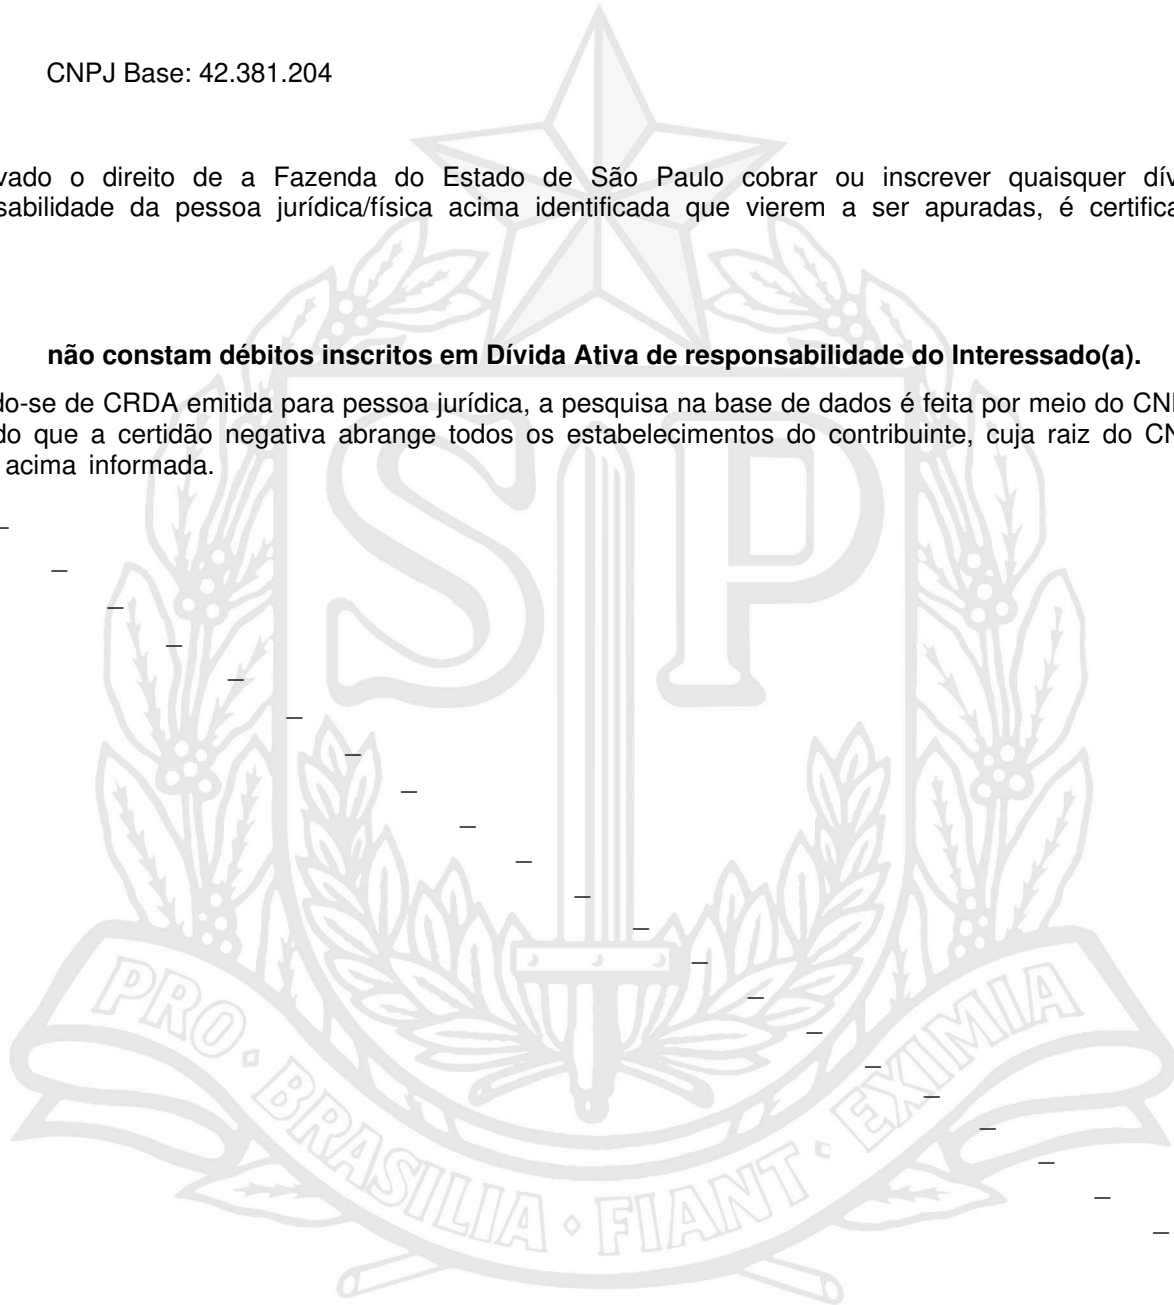 CNPJ Base: 42.381.204
vado o direito de a Fazenda do Estado de São Paulo cobrar ou inscrever quaisquer dív
sabilidade da pessoa jurídica/física acima identificada que vierem a ser apuradas, é certifica
não constam débitos inscritos em Dívida Ativa de responsabilidade do Interessado(a).
do-se de CRDA emitida para pessoa jurídica, a pesquisa na base de dados é feita por meio do CN
do que a certidão negativa abrange todos os estabelecimentos do contribuinte, cuja raiz do CN
acima informada.
SP
PRO · BRASILIA · FIANT · EXIMIA